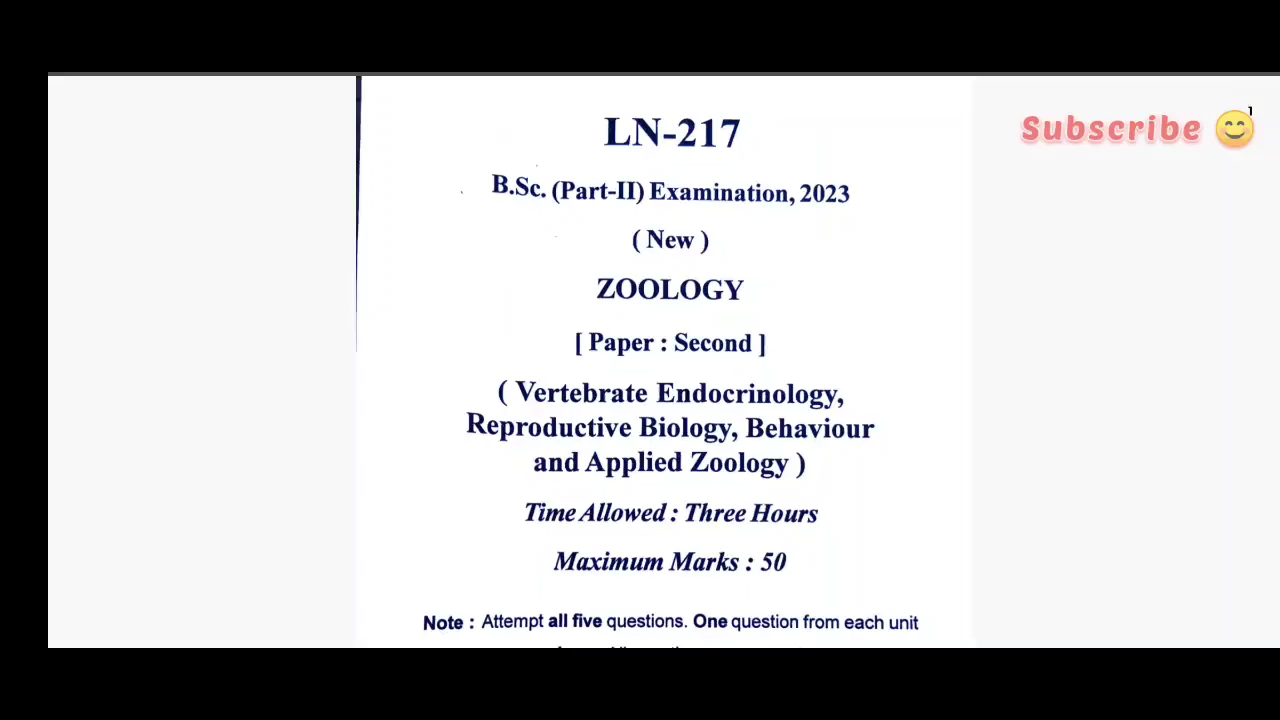 LN-217
Subscribe
B.Sc. (Part-II) Examination, 2023
( New )
ZOOLOGY
[ Paper : Second ]
( Vertebrate Endocrinology,
Reproductive Biology, Behaviour
and Applied Zoology )
Time Allowed : Three Hours
Maximum Marks : 50
Note : Attempt all five questions. One question from each unit